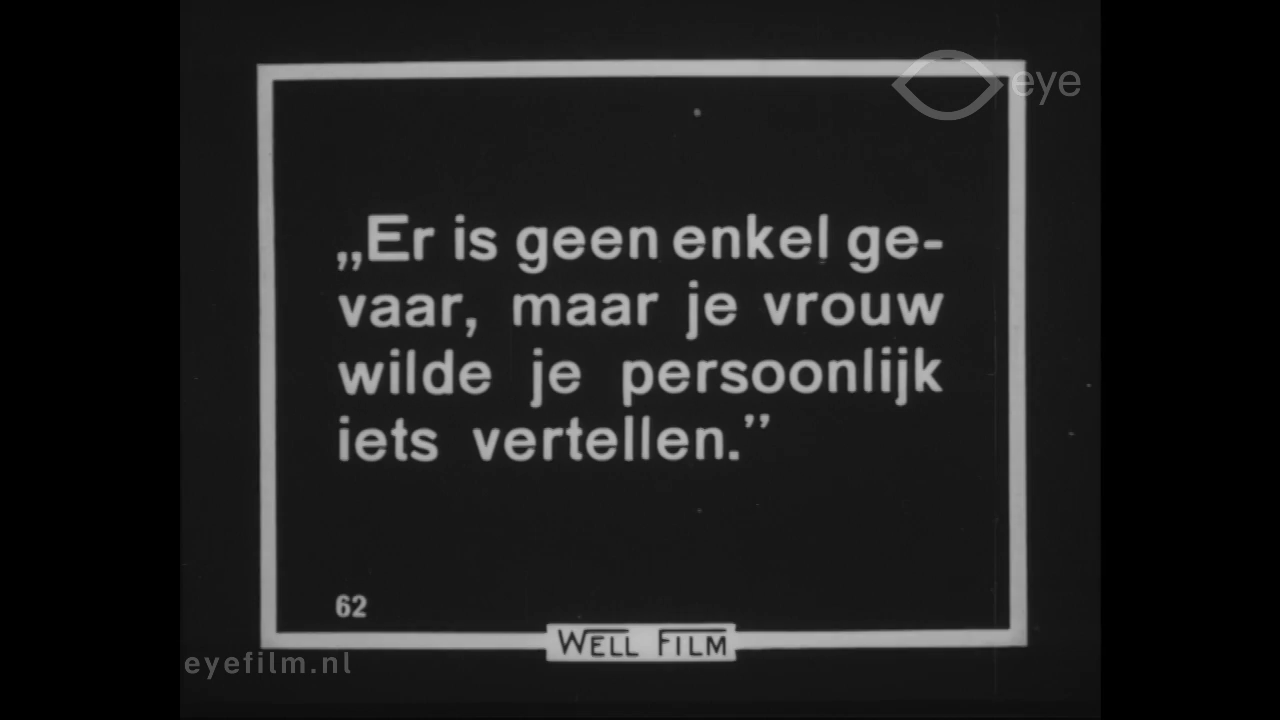 eye
„Er is geen enkel ge-
vaar, maar je vrouw
wilde je persoonlijk
iets vertellen.”
62
WELL FILM
eyefilm.nl